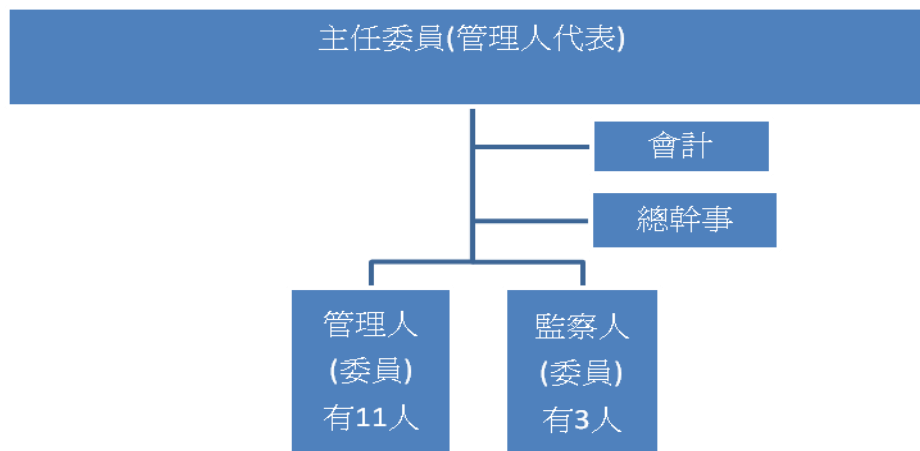 主任委員(管理人代表)
會計
總幹事
管理人
(委員)
有11人
監察人
(委員)
有3人